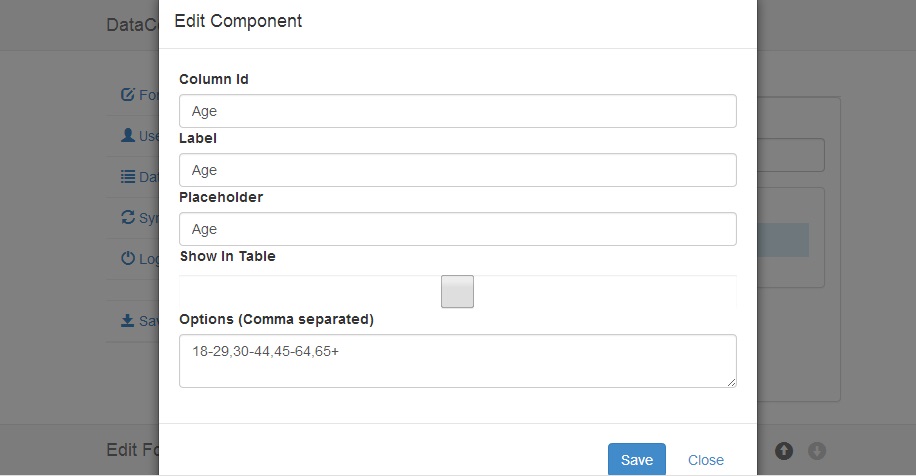 Edit Component
DataC
Column Id
For
Age
Label
Use
Age
Dat
Placeholder
Syn
Age
Show In Table
Log
Options (Comma separated)
Sav
18-29,30-44,45-64,65+
Edit Fo
Save
Close